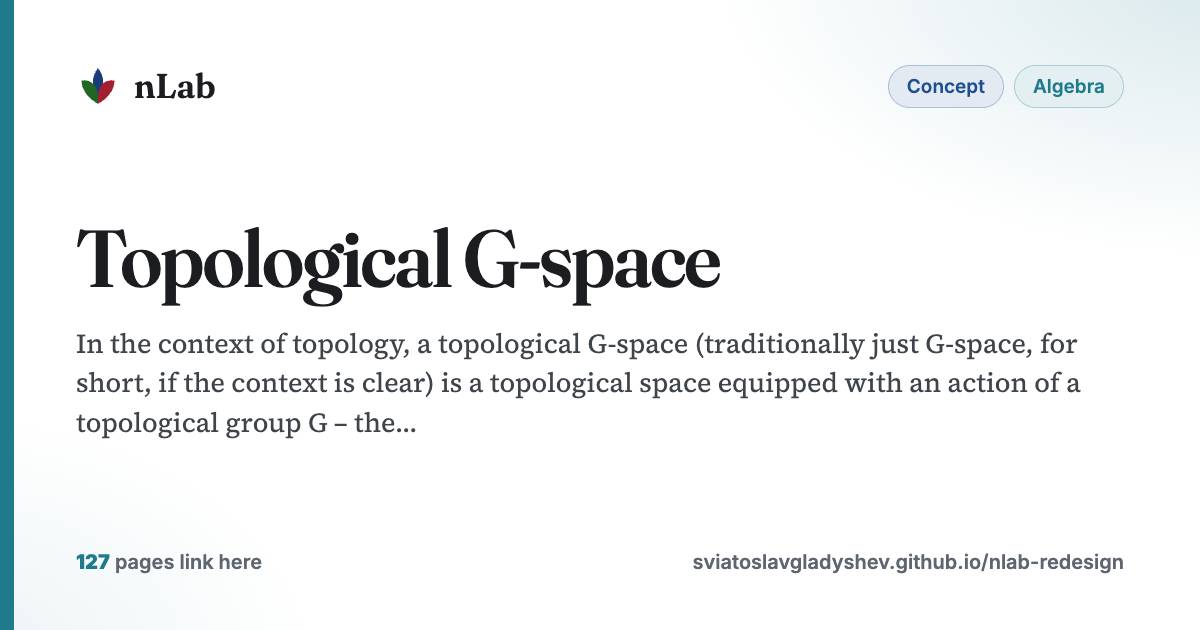 nLab
Concept
Algebra
Topological G-space
In the context of topology, a topological G-space (traditionally just G-space, for
short, if the context is clear) is a topological space equipped with an action of a
topological group G – the...
127 pages link here
sviatoslavgladyshev.github.io/nlab-redesign